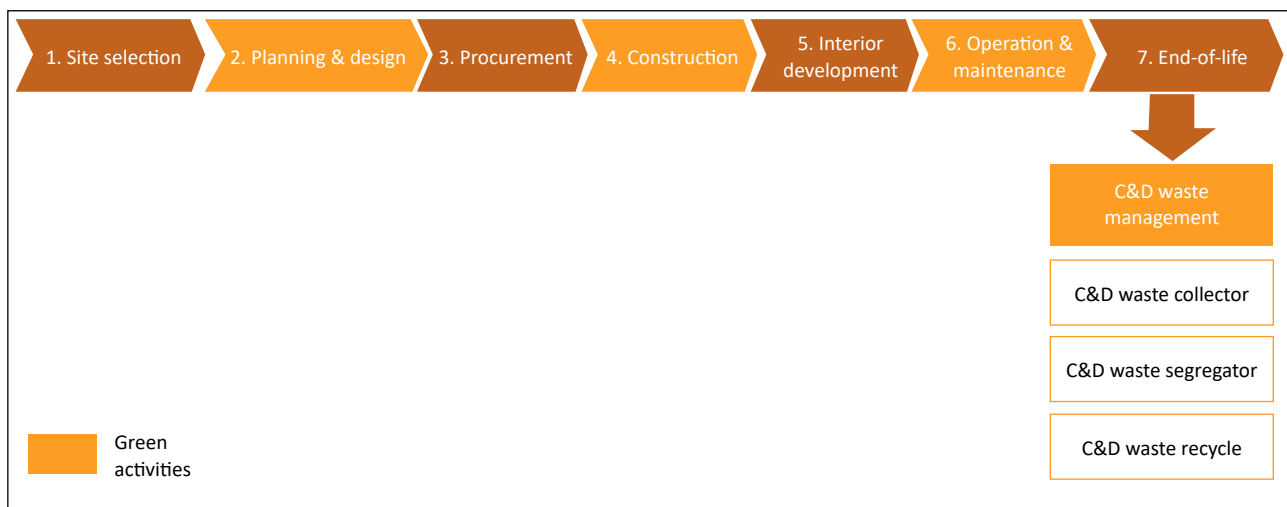 1. Site selection
2. Planning & design
3. Procurement
4. Construction
5. Interior
development
6. Operation &
maintenance
7. End-of-life
C&D waste
management
C&D waste collector
C&D waste segregator
C&D waste recycle
Green
activities